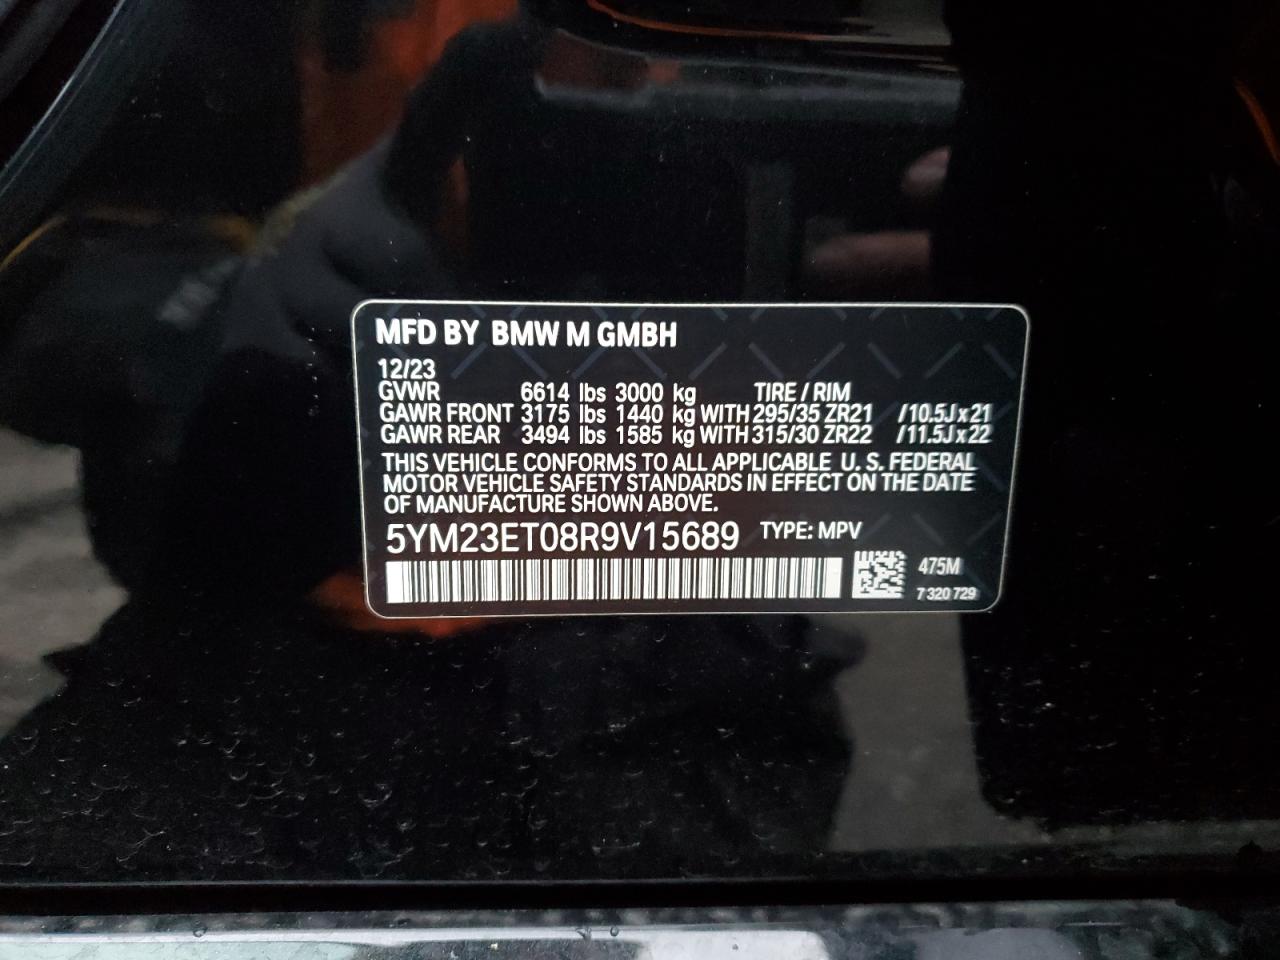 MFD BY BMW M GMBH
12/23
GVWR 6614 lbs 3000 kg TIRE / RIM
GAWR FRONT 3175 lbs 1440 kg WITH 295/35 ZR21 /10.5J x 21
GAWR REAR 3494 lbs 1585 kg WITH 315/30 ZR22 /11.5J x 22
THIS VEHICLE CONFORMS TO ALL APPLICABLE U. S. FEDERAL
MOTOR VEHICLE SAFETY STANDARDS IN EFFECT ON THE DATE
OF MANUFACTURE SHOWN ABOVE.
5YM23ET08R9V15689 TYPE: MPV
475M
7 320 729